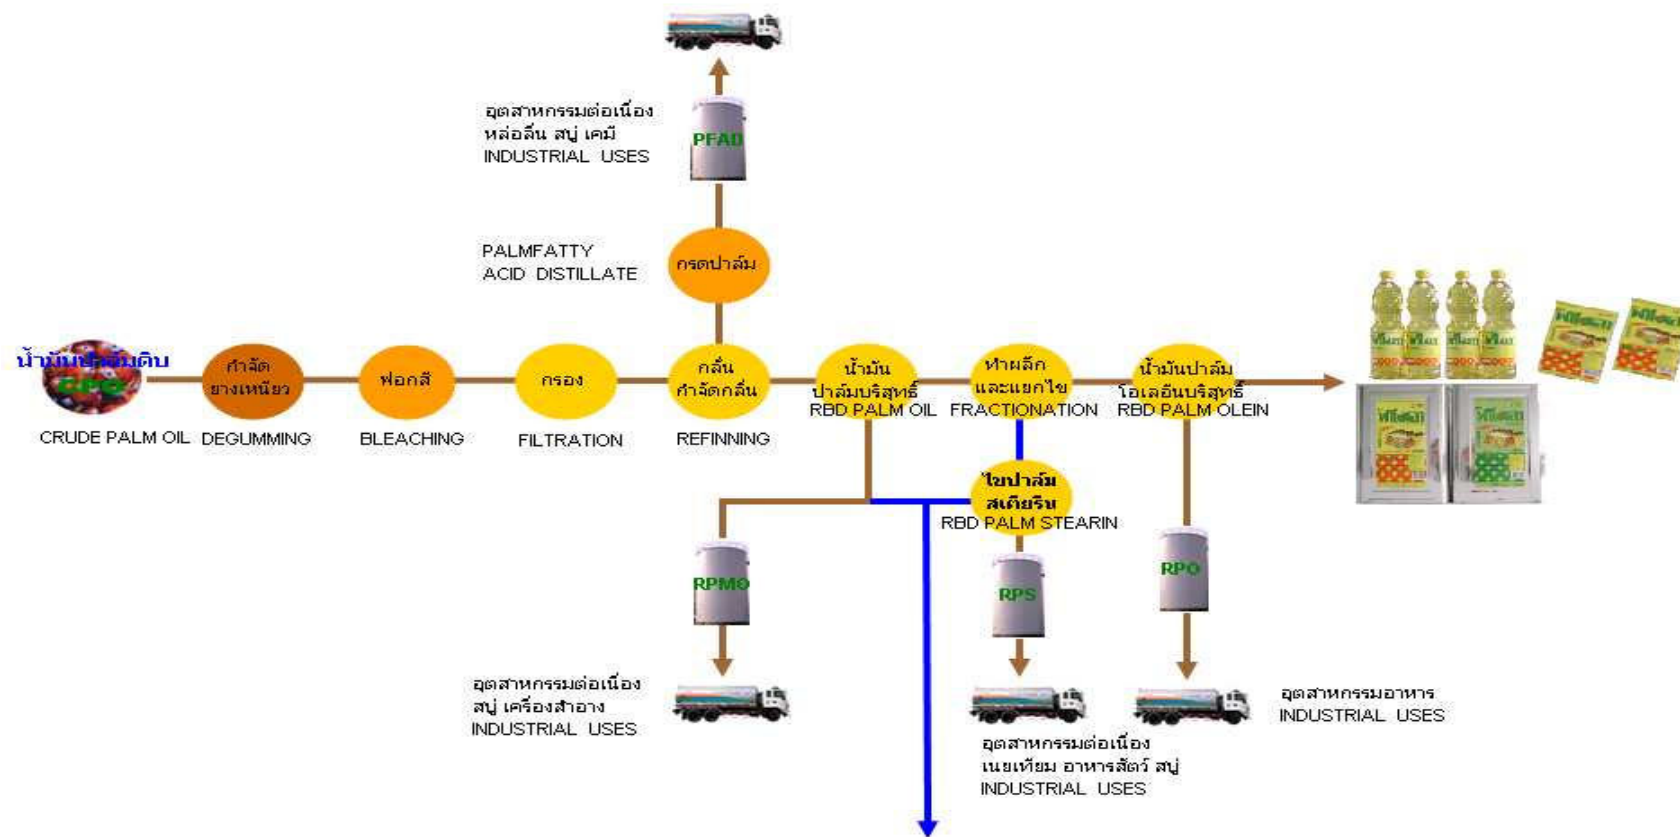 อุตสาหกรรมต่อเนื่อง
หล่อลื่น สบู่ เคมี
INDUSTRIAL USES
PFAD
PALMFATTY
ACID DISTILLATE
กรดปาล์ม
น้ำมันปาล์มดิบ
CPO
CRUDE PALM OIL
กำจัด
ยางเหนียว
DEGUMMING
ฟอกสี
BLEACHING
กรอง
FILTRATION
กลั่น
กำจัดกลิ่น
REFINNING
น้ำมัน
ปาล์มบริสุทธิ์
RBD PALM OIL
ทำผลึก
และแยกไข
FRACTIONATION
น้ำมันปาล์ม
โอเลอีนบริสุทธิ์
RBD PALM OLEIN
ไขปาล์ม
สเตียรีน
RBD PALM STEARIN
RPMO
RPS
RPO
อุตสาหกรรมต่อเนื่อง
สบู่ เครื่องสำอาง
INDUSTRIAL USES
อุตสาหกรรมต่อเนื่อง
เนยเทียม อาหารสัตว์ สบู่
INDUSTRIAL USES
อุตสาหกรรมอาหาร
INDUSTRIAL USES